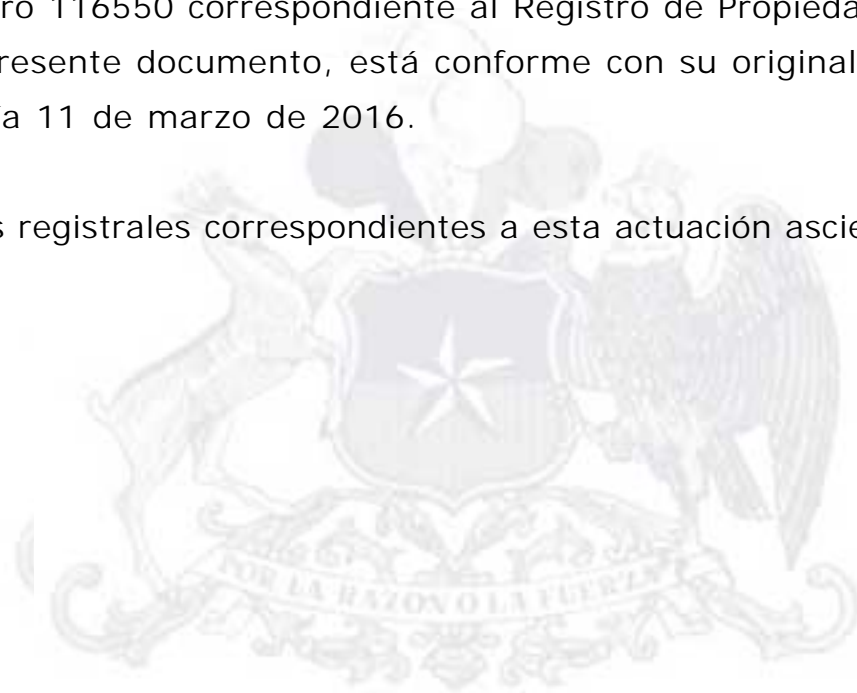 ro 116550 correspondiente al Registro de Propieda
resente documento, está conforme con su original
a 11 de marzo de 2016.
s registrales correspondientes a esta actuación ascie
POR LA RAZON O LA FUERZA